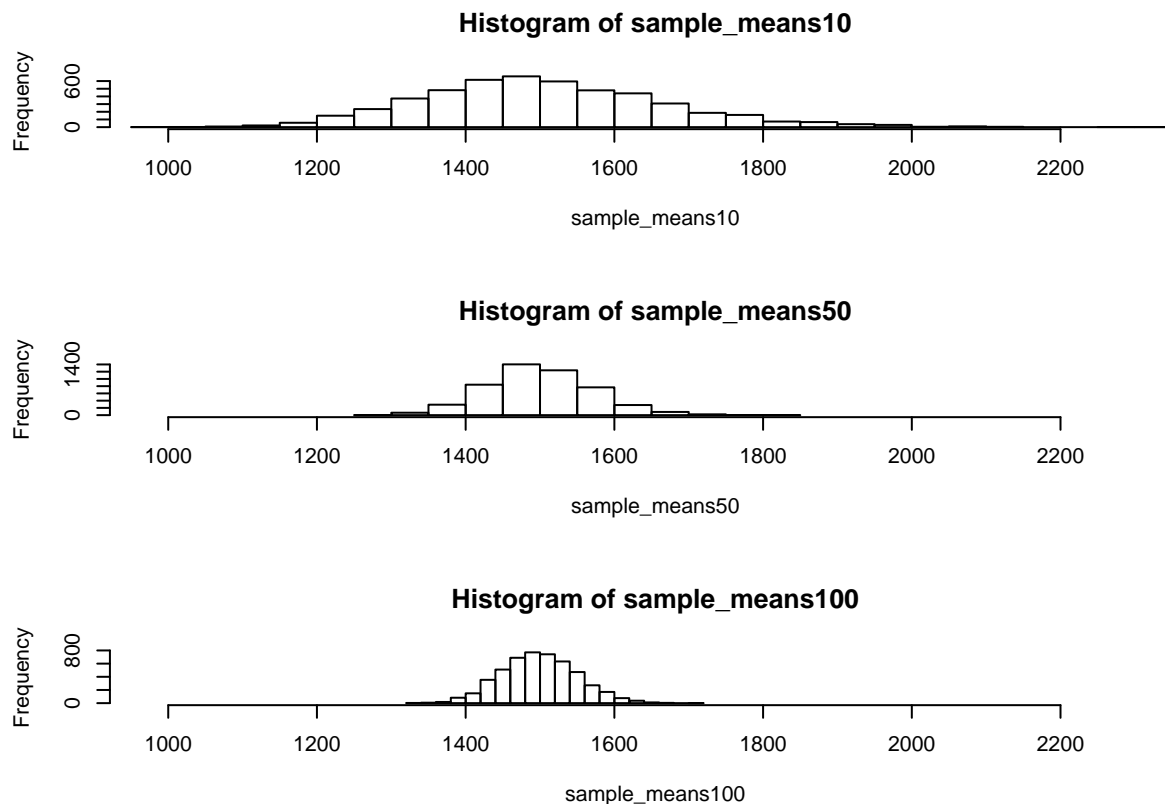 Histogram of sample_means10
Frequency
600
0
1000 1200 1400 1600 1800 2000 2200
sample_means10
Histogram of sample_means50
Frequency
1400
0
1000 1200 1400 1600 1800 2000 2200
sample_means50
Histogram of sample_means100
Frequency
800
0
1000 1200 1400 1600 1800 2000 2200
sample_means100